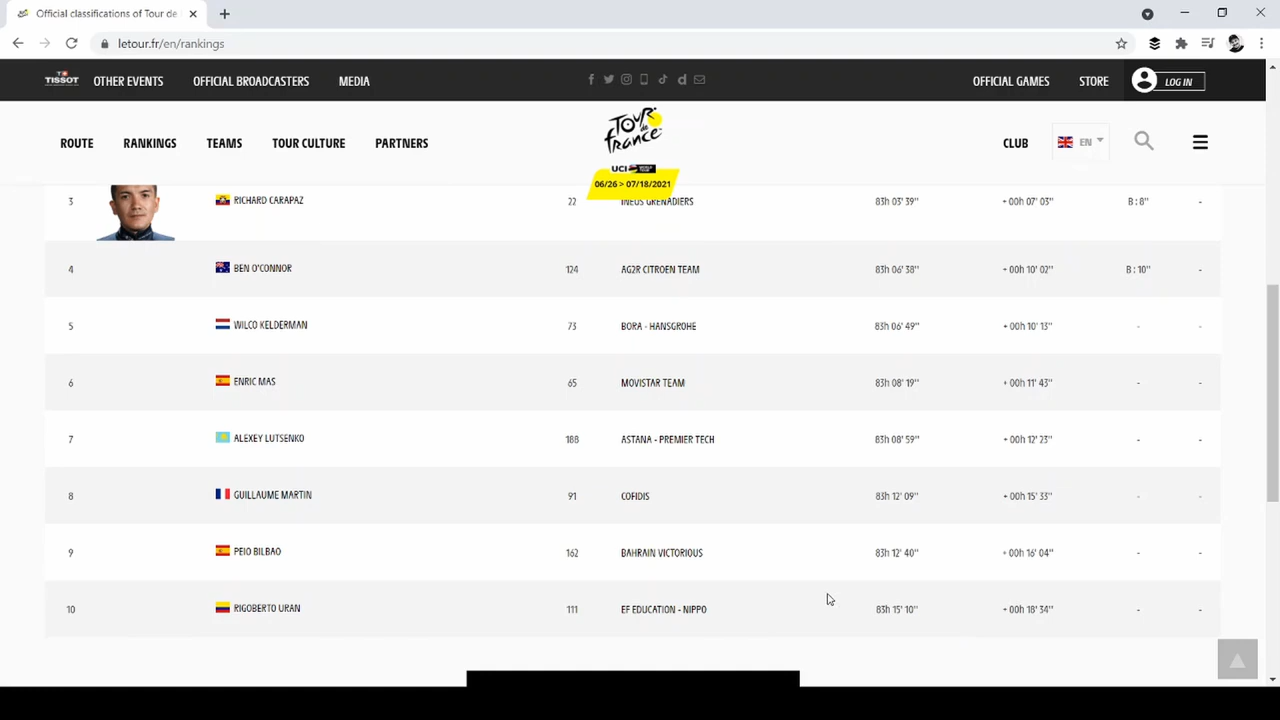 Official classifications of Tour de
letour.fr/en/rankings
TISSOT OTHER EVENTS OFFICIAL BROADCASTERS MEDIA OFFICIAL GAMES STORE LOG IN
ROUTE RANKINGS TEAMS TOUR CULTURE PARTNERS TOUR de france CLUB EN
UCI WORLD TOUR
06/26 > 07/18/2021
3 RICHARD CARAPAZ 22 INEOS GRENADIERS 83h 03' 39'' + 00h 07' 03'' B : 8'' -
4 BEN O'CONNOR 124 AG2R CITROEN TEAM 83h 06' 38'' + 00h 10' 02'' B : 10'' -
5 WILCO KELDERMAN 73 BORA - HANSGROHE 83h 06' 49'' + 00h 10' 13'' - -
6 ENRIC MAS 65 MOVISTAR TEAM 83h 08' 19'' + 00h 11' 43'' - -
7 ALEXEY LUTSENKO 188 ASTANA - PREMIER TECH 83h 08' 59'' + 00h 12' 23'' - -
8 GUILLAUME MARTIN 91 COFIDIS 83h 12' 09'' + 00h 15' 33'' - -
9 PEIO BILBAO 162 BAHRAIN VICTORIOUS 83h 12' 40'' + 00h 16' 04'' - -
10 RIGOBERTO URAN 111 EF EDUCATION - NIPPO 83h 15' 10'' + 00h 18' 34'' - -